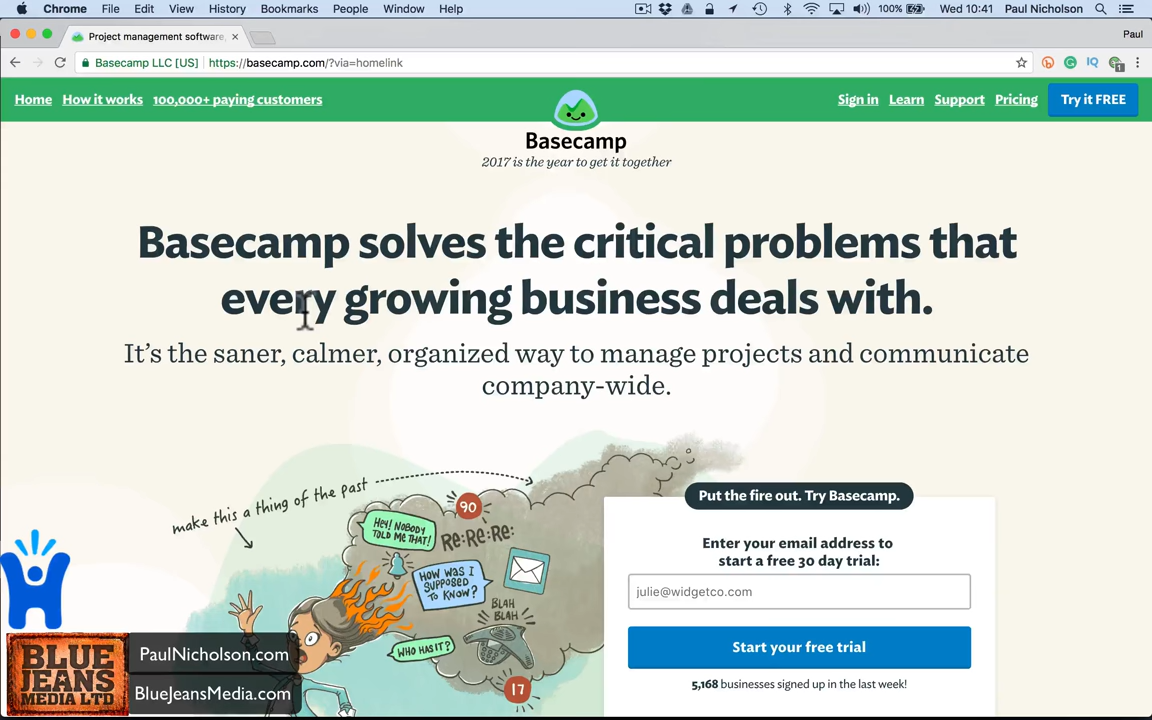 Chrome File Edit View History Bookmarks People Window Help 100% Wed 10:41 Paul Nicholson
Project management software, Paul
Basecamp LLC [US] https://basecamp.com/?via=homelink
Home How it works 100,000+ paying customers Sign in Learn Support Pricing Try it FREE
Basecamp
2017 is the year to get it together
Basecamp solves the critical problems that
every growing business deals with.
It's the saner, calmer, organized way to manage projects and communicate
company-wide.
make this a thing of the past
90
HEY! NOBODY
TOLD ME THAT!
Re:Re:Re:
HOW WAS I
SUPPOSED
TO KNOW?
BLAH
BLAH
WHO HAS IT?
17
Put the fire out. Try Basecamp.
Enter your email address to
start a free 30 day trial:
julie@widgetco.com
Start your free trial
5,168 businesses signed up in the last week!
BLUE
JEANS
MEDIA LTD
PaulNicholson.com
BlueJeansMedia.com